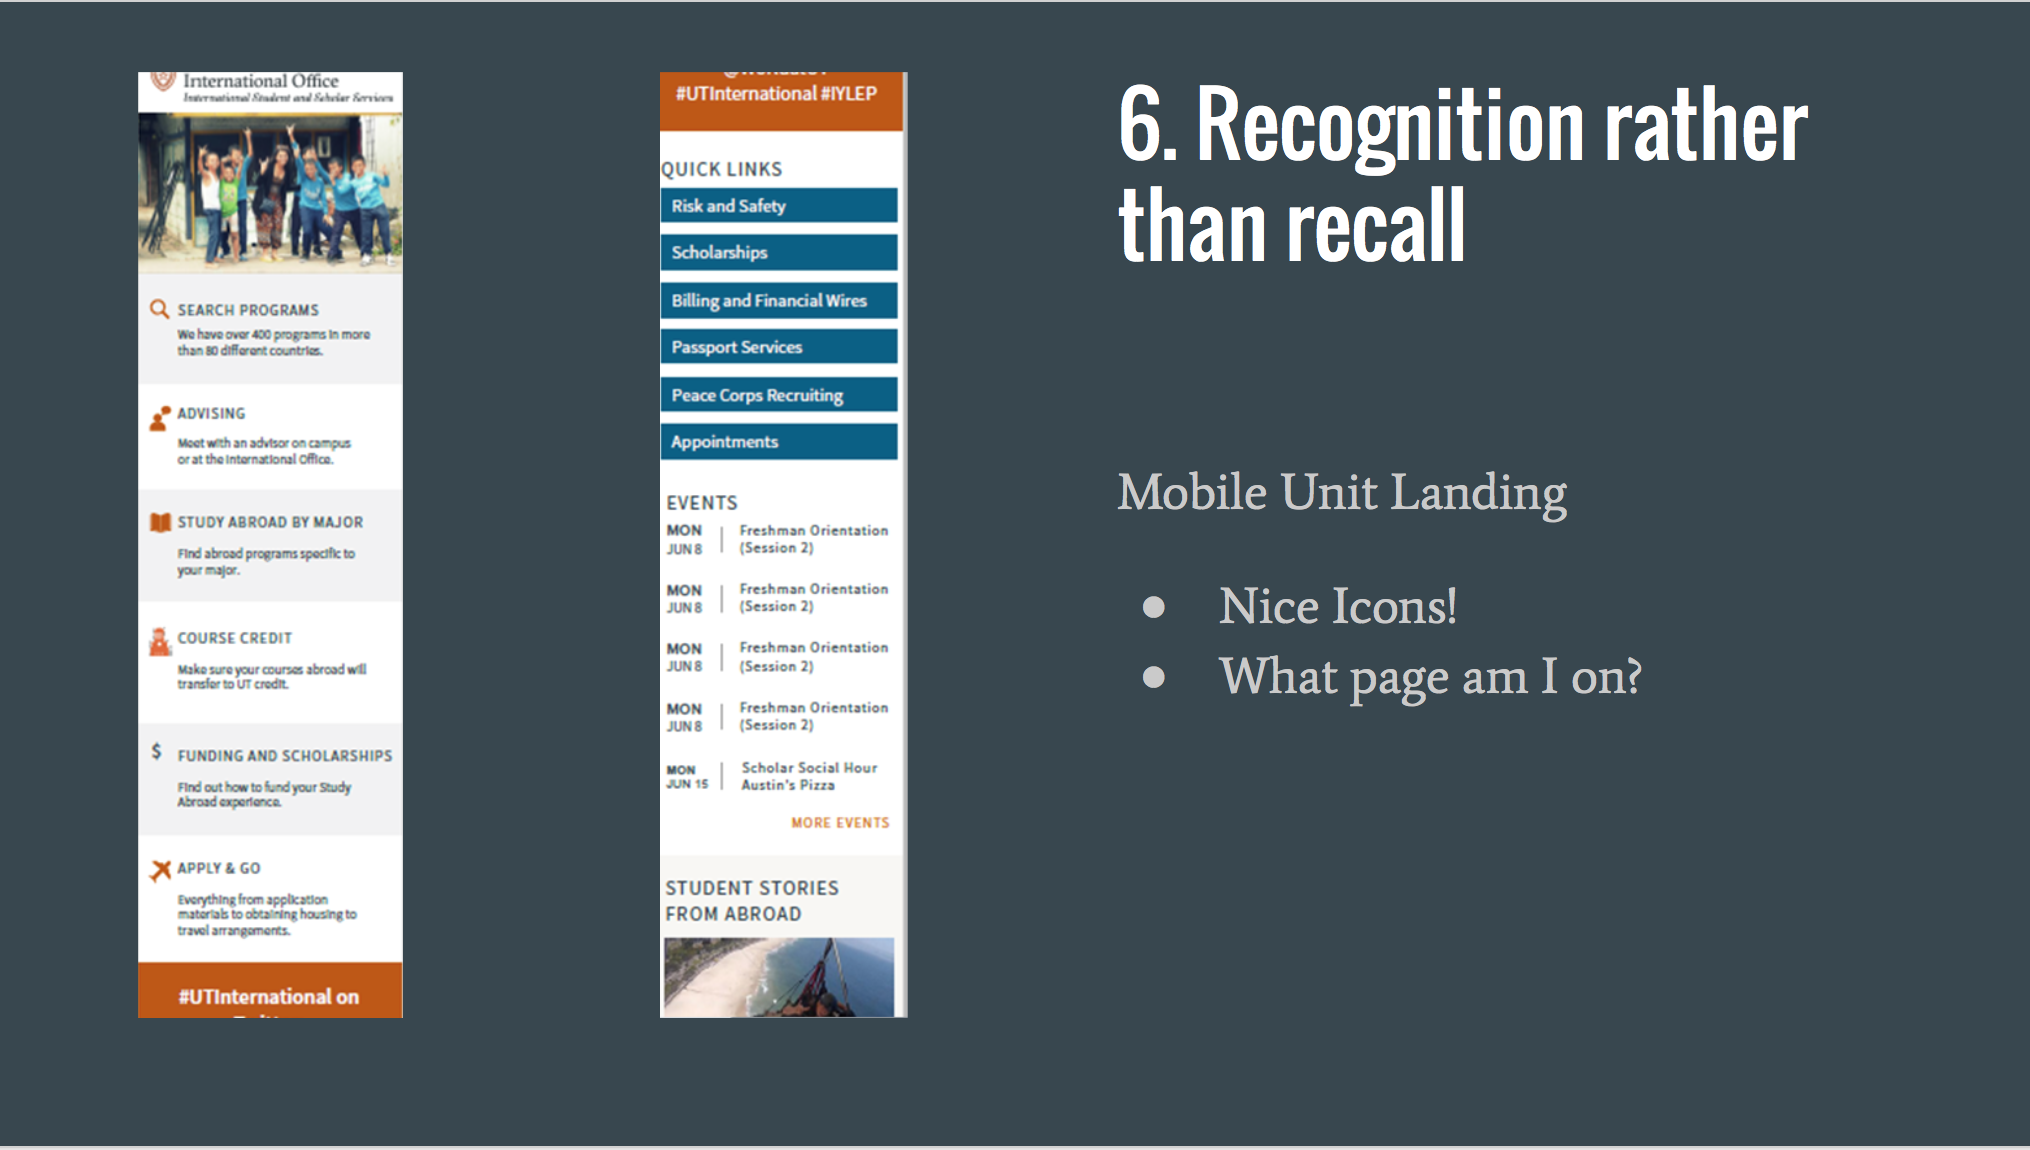 International Office
International Student and Scholar Services
SEARCH PROGRAMS
We have over 400 programs in more
than 80 different countries.
ADVISING
Meet with an advisor on campus
or at the International Office.
STUDY ABROAD BY MAJOR
Find abroad programs specific to
your major.
COURSE CREDIT
Make sure your courses abroad will
transfer to UT credit.
$ FUNDING AND SCHOLARSHIPS
Find out how to fund your Study
Abroad experience.
APPLY & GO
Everything from application
materials to obtaining housing to
travel arrangements.
#UTInternational on
#UTInternational #IYLEP
QUICK LINKS
Risk and Safety
Scholarships
Billing and Financial Wires
Passport Services
Peace Corps Recruiting
Appointments
EVENTS
MON
JUN 8
Freshman Orientation
(Session 2)
MON
JUN 8
Freshman Orientation
(Session 2)
MON
JUN 8
Freshman Orientation
(Session 2)
MON
JUN 8
Freshman Orientation
(Session 2)
MON
JUN 15
Scholar Social Hour
Austin's Pizza
MORE EVENTS
STUDENT STORIES
FROM ABROAD
6. Recognition rather
than recall
Mobile Unit Landing
● Nice Icons!
● What page am I on?